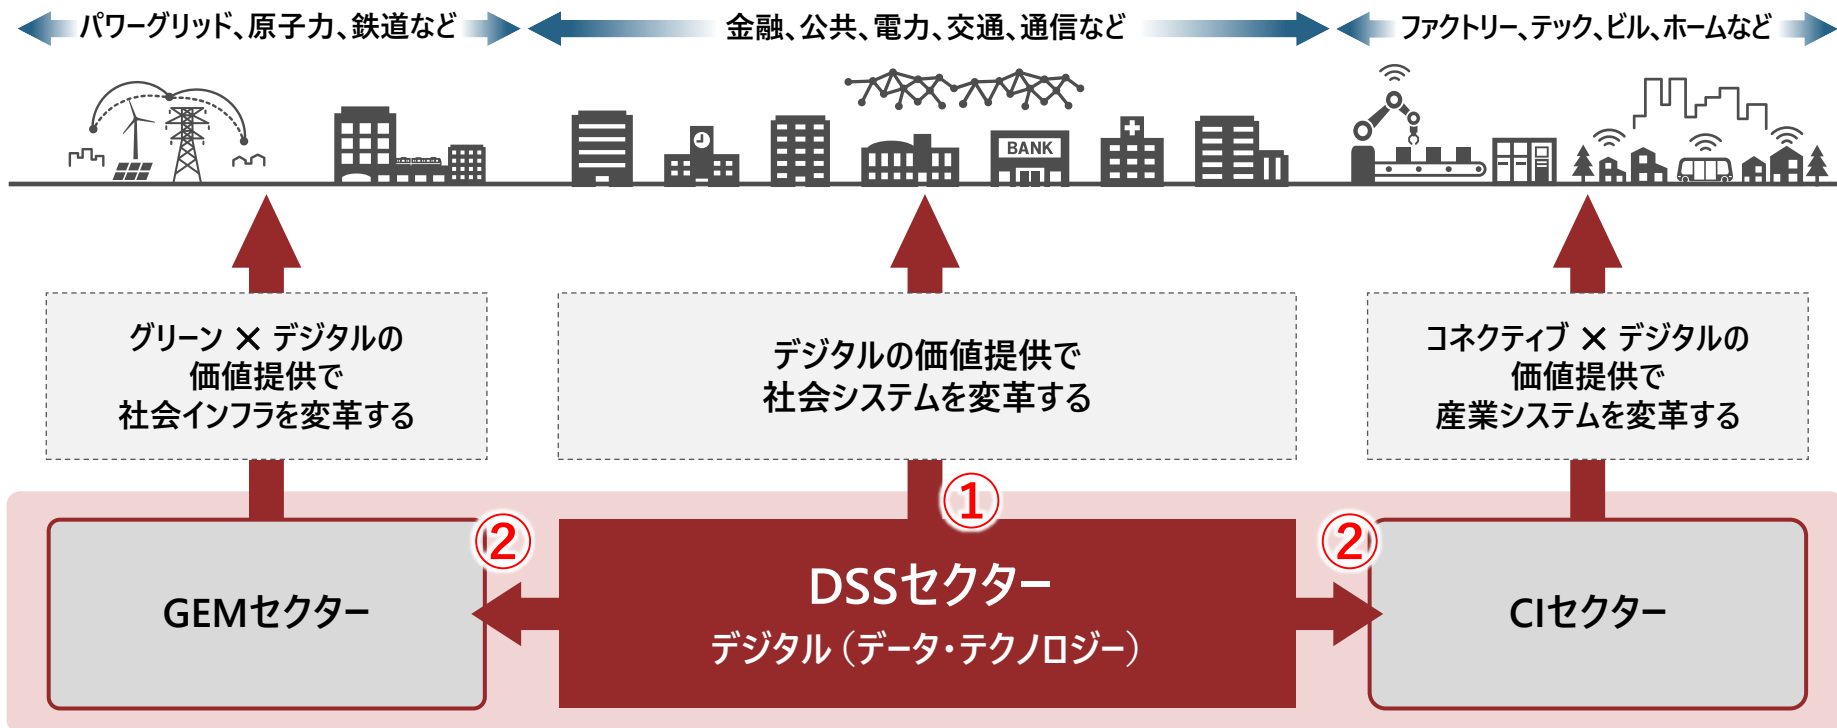 パワーグリッド、原子力、鉄道など
金融、公共、電力、交通、通信など
ファクトリー、テック、ビル、ホームなど
BANK
グリーン × デジタルの
価値提供で
社会インフラを変革する
デジタルの価値提供で
社会システムを変革する
コネクティブ × デジタルの
価値提供で
産業システムを変革する
①
②
②
GEMセクター
DSSセクター
デジタル（データ・テクノロジー）
CIセクター